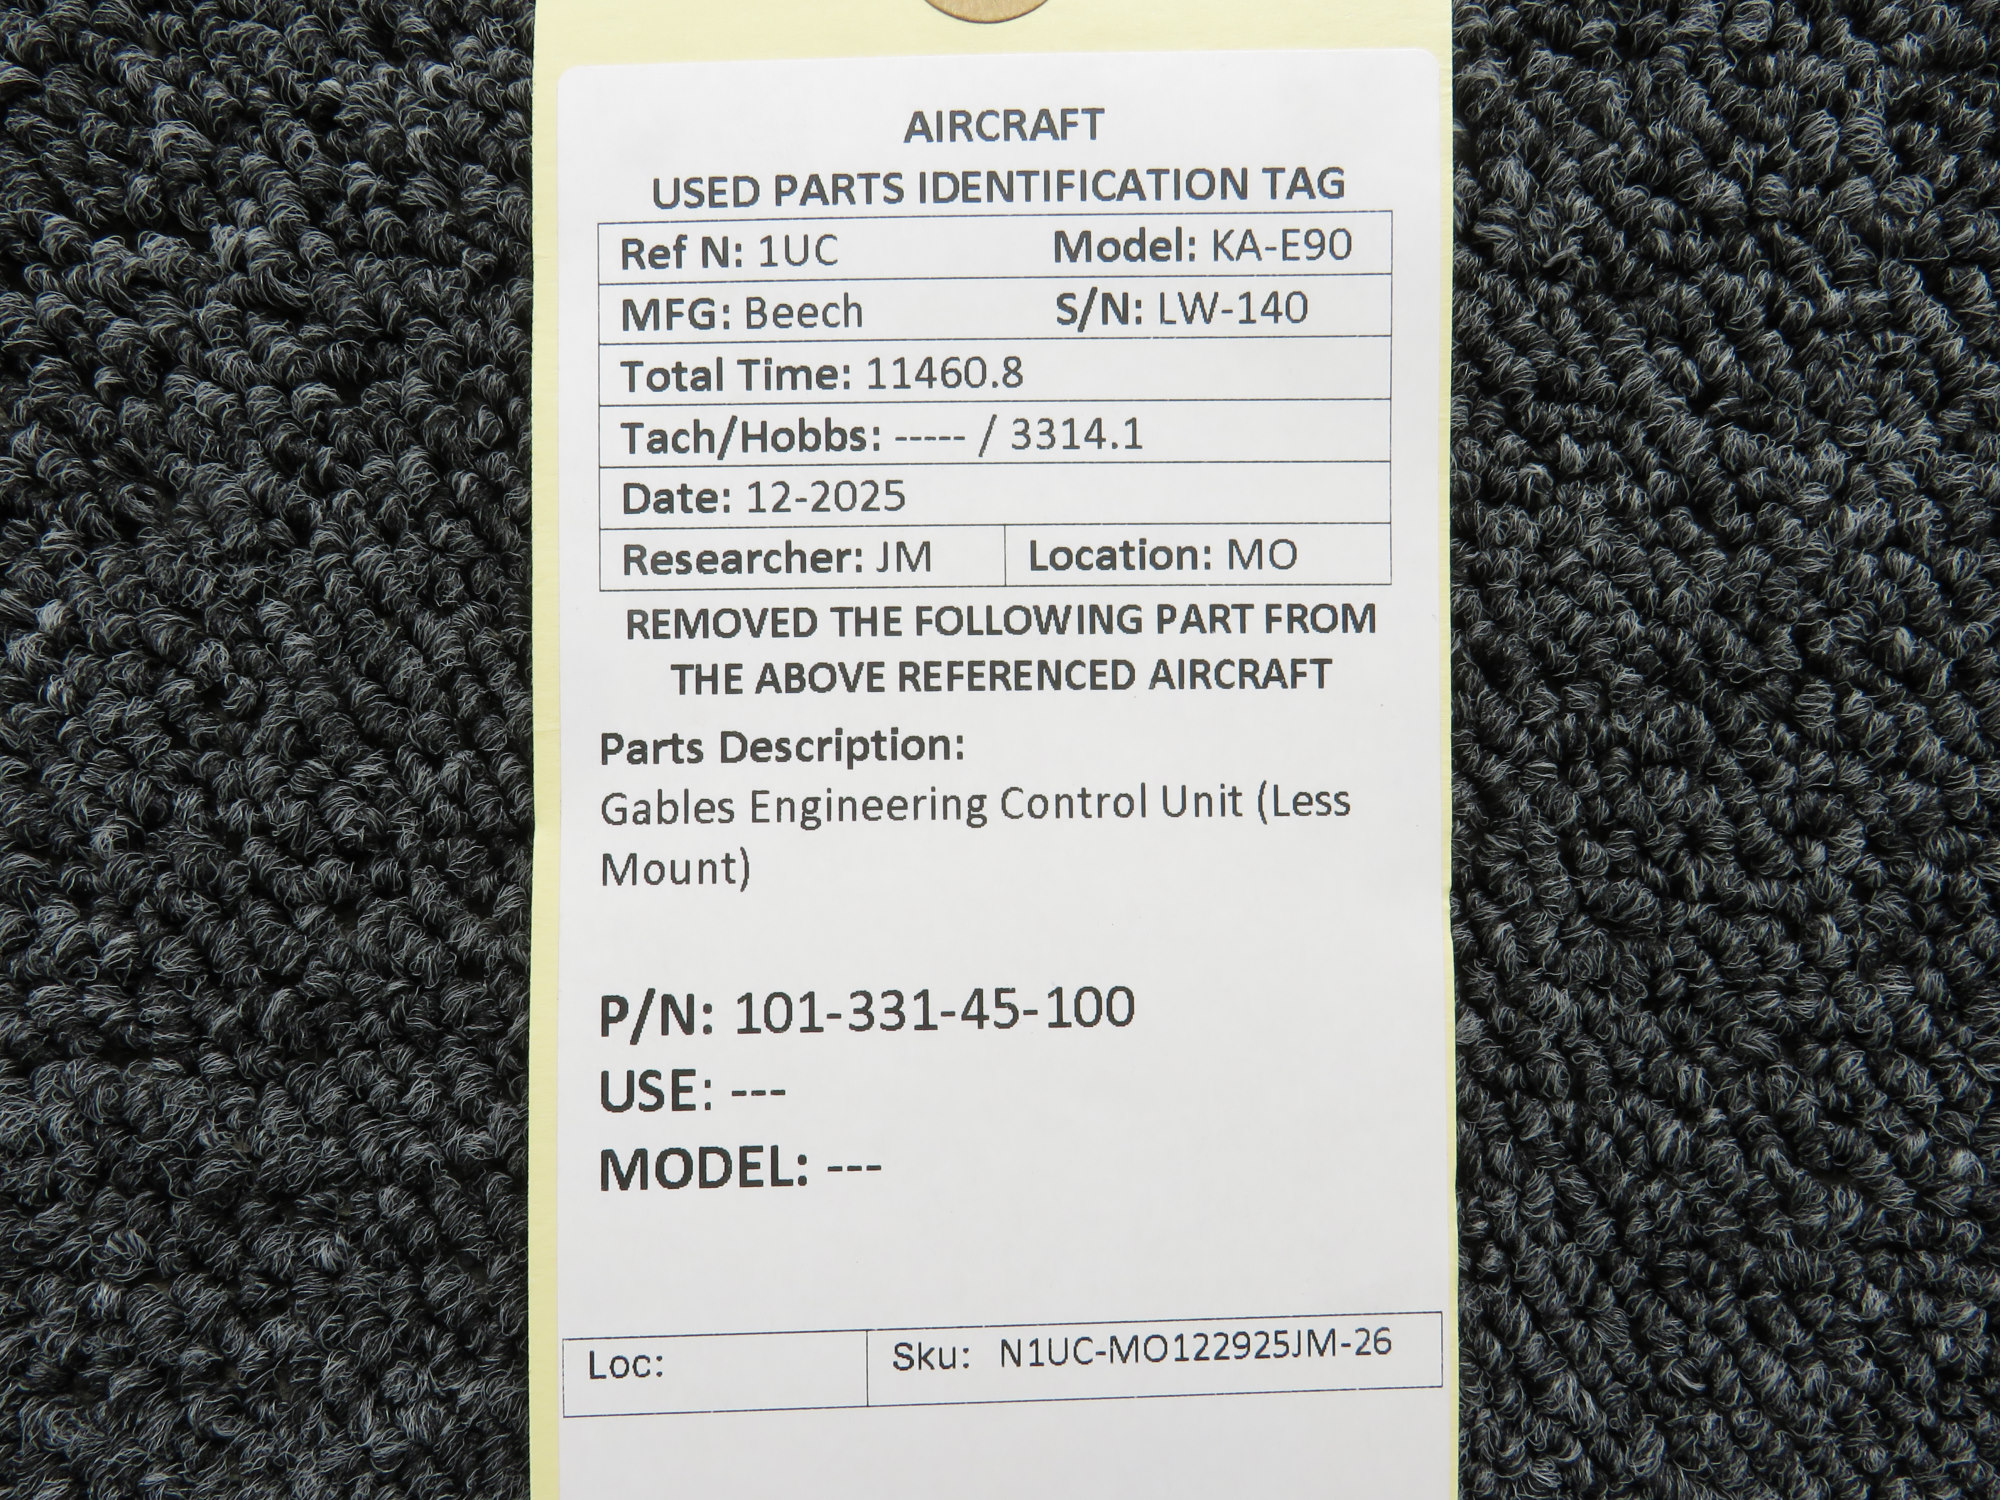 AIRCRAFT
USED PARTS IDENTIFICATION TAG
Ref N: 1UC Model: KA-E90
MFG: Beech S/N: LW-140
Total Time: 11460.8
Tach/Hobbs: ----- / 3314.1
Date: 12-2025
Researcher: JM Location: MO
REMOVED THE FOLLOWING PART FROM
THE ABOVE REFERENCED AIRCRAFT
Parts Description:
Gables Engineering Control Unit (Less
Mount)
P/N: 101-331-45-100
USE: ---
MODEL: ---
Loc: Sku: N1UC-MO122925JM-26